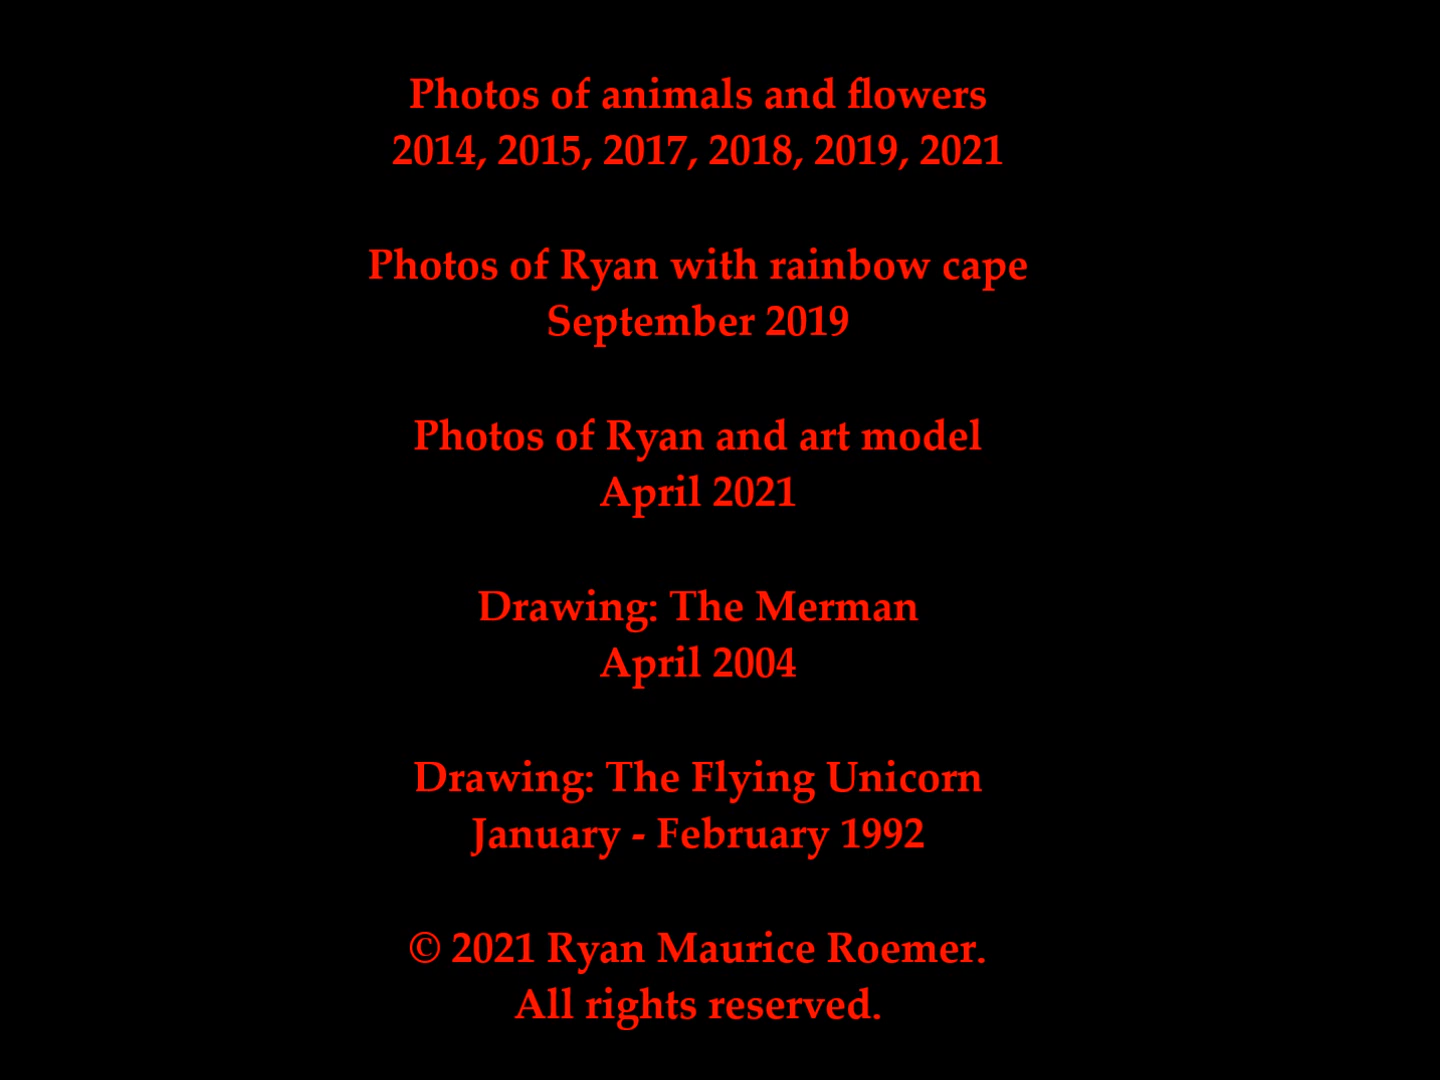 Photos of animals and flowers
2014, 2015, 2017, 2018, 2019, 2021
Photos of Ryan with rainbow cape
September 2019
Photos of Ryan and art model
April 2021
Drawing: The Merman
April 2004
Drawing: The Flying Unicorn
January - February 1992
© 2021 Ryan Maurice Roemer.
All rights reserved.